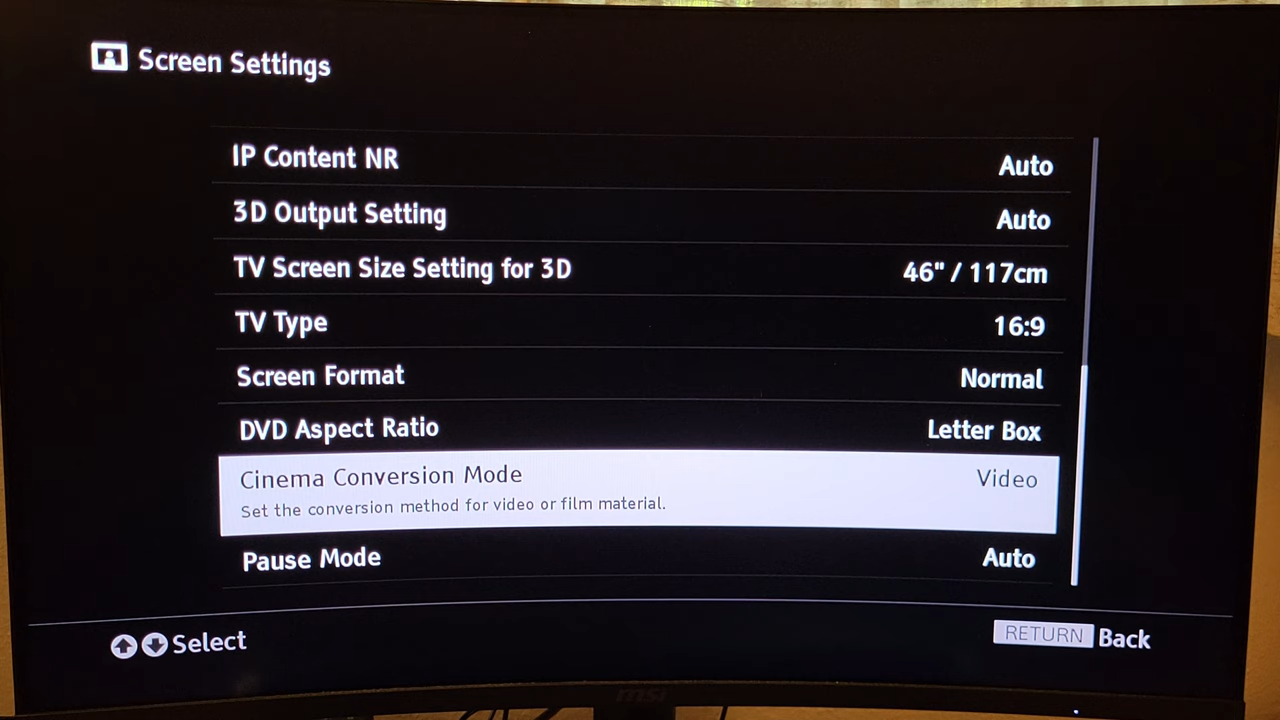 Screen Settings
IP Content NR Auto
3D Output Setting Auto
TV Screen Size Setting for 3D 46" / 117cm
TV Type 16:9
Screen Format Normal
DVD Aspect Ratio Letter Box
Cinema Conversion Mode Video
Set the conversion method for video or film material.
Pause Mode Auto
Select RETURN Back
msi